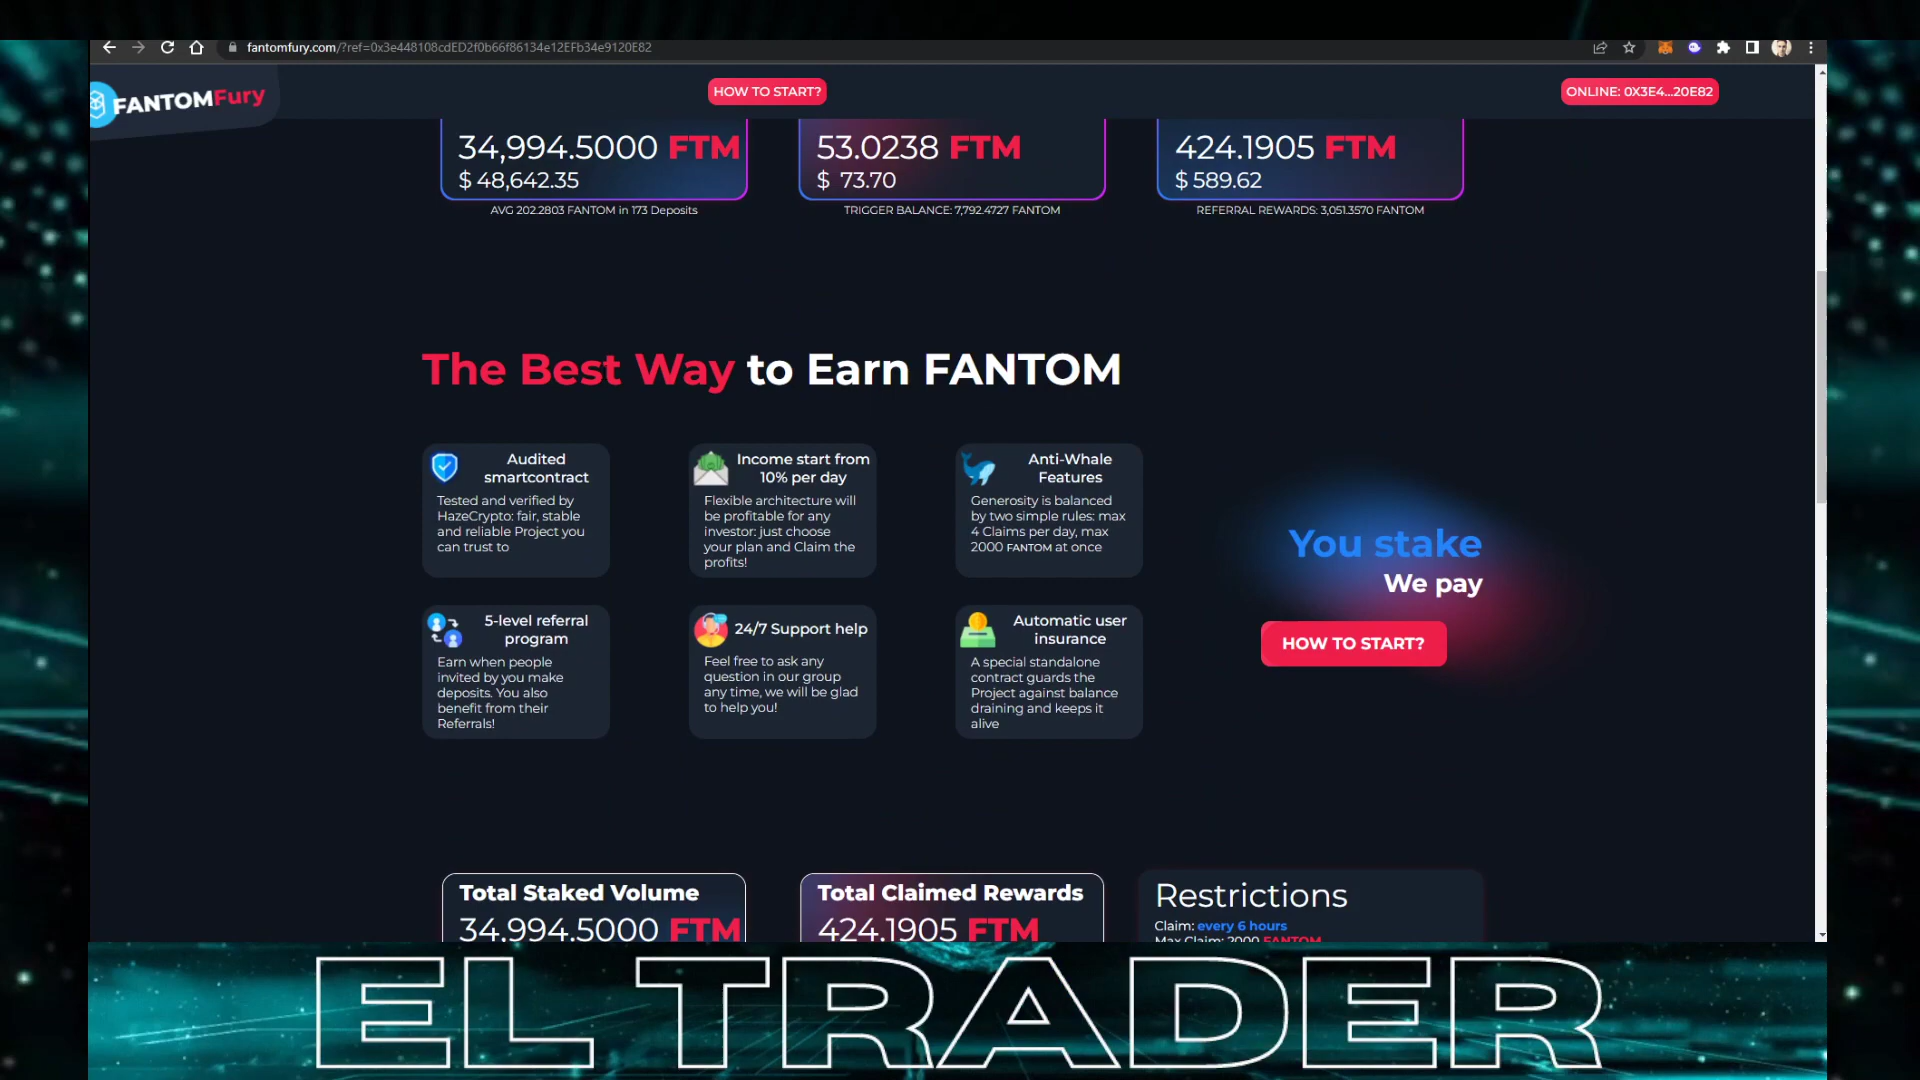 fantomfury.com/?ref=0x3e448108cdED2f0b66f86134e12EFb34e9120E82
FANTOMFury
HOW TO START?
ONLINE: 0X3E4...20E82
34,994.5000 FTM
$ 48,642.35
AVG 202.2803 FANTOM in 173 Deposits
53.0238 FTM
$ 73.70
TRIGGER BALANCE: 7,792.4727 FANTOM
424.1905 FTM
$ 589.62
REFERRAL REWARDS: 3,051.3570 FANTOM
The Best Way to Earn FANTOM
Audited
smartcontract
Tested and verified by
HazeCrypto: fair, stable
and reliable Project you
can trust to
Income start from
10% per day
Flexible architecture will
be profitable for any
investor: just choose
your plan and Claim the
profits!
Anti-Whale
Features
Generosity is balanced
by two simple rules: max
4 Claims per day, max
2000 FANTOM at once
5-level referral
program
Earn when people
invited by you make
deposits. You also
benefit from their
Referrals!
24/7 Support help
Feel free to ask any
question in our group
any time, we will be glad
to help you!
Automatic user
insurance
A special standalone
contract guards the
Project against balance
draining and keeps it
alive
You stake
We pay
HOW TO START?
Total Staked Volume
34,994.5000 FTM
Total Claimed Rewards
424.1905 FTM
Restrictions
Claim: every 6 hours
Max Claim: 2000 FANTOM
EL TRADER